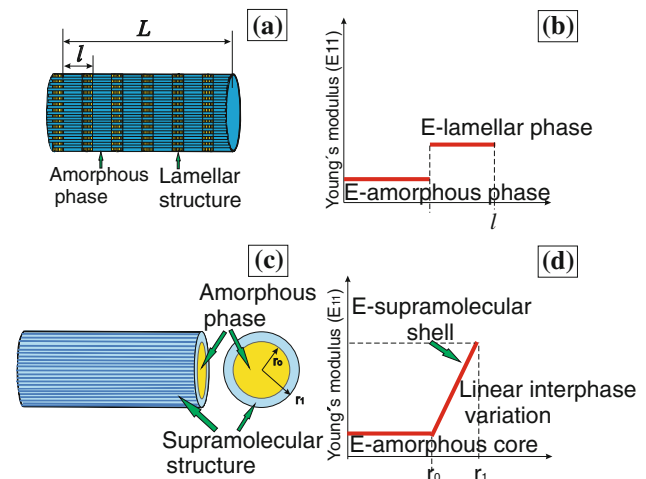 (a)
L
l
Amorphous
phase
Lamellar
structure
(b)
Young's modulus (E11)
E-lamellar phase
E-amorphous phase
l
(c)
Amorphous
phase
r₀
r₁
Supramolecular
structure
(d)
Young's modulus (E₁₁)
E-supramolecular
shell
Linear interphase
variation
E-amorphous core
r₀
r₁